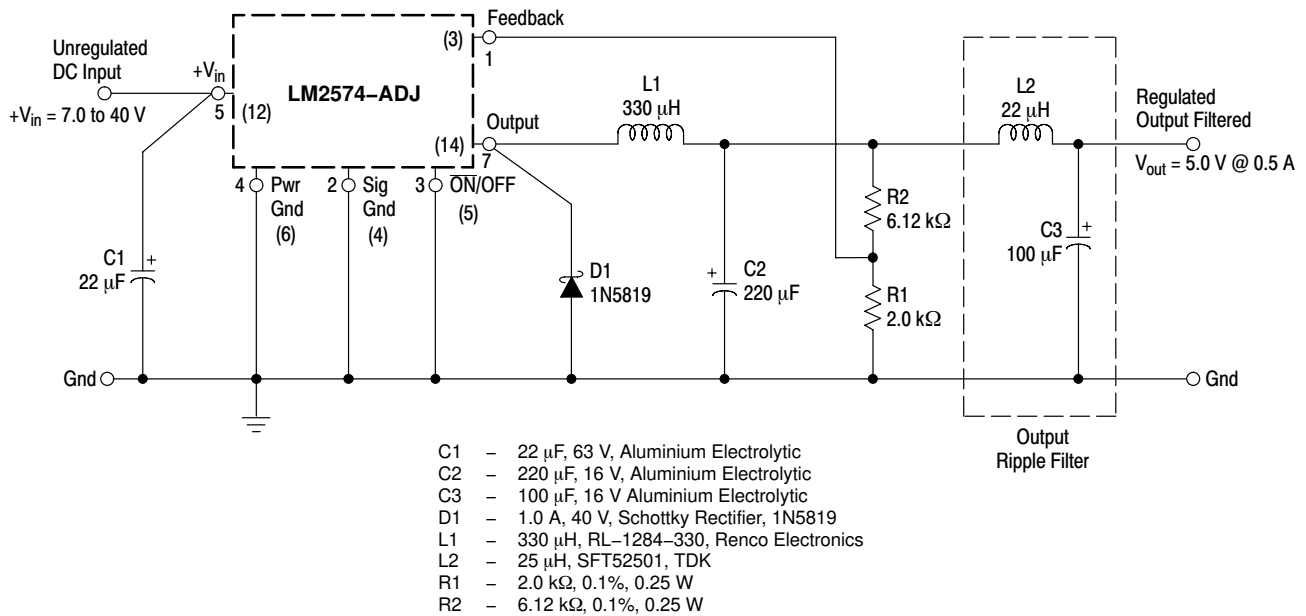 Feedback
(3)
1
Unregulated
DC Input
+Vin
LM2574–ADJ
5
(12)
+Vin = 7.0 to 40 V
Output
(14)
7
L1
330 μH
L2
22 μH
Regulated
Output Filtered
Vout = 5.0 V @ 0.5 A
4 Pwr
Gnd
(6)
2 Sig
Gnd
(4)
3 ON/OFF
(5)
R2
6.12 kΩ
C1
22 μF
+
D1
1N5819
+
C2
220 μF
R1
2.0 kΩ
C3
100 μF
+
Gnd
Gnd
Output
Ripple Filter
C1 – 22 μF, 63 V, Aluminium Electrolytic
C2 – 220 μF, 16 V, Aluminium Electrolytic
C3 – 100 μF, 16 V Aluminium Electrolytic
D1 – 1.0 A, 40 V, Schottky Rectifier, 1N5819
L1 – 330 μH, RL–1284–330, Renco Electronics
L2 – 25 μH, SFT52501, TDK
R1 – 2.0 kΩ, 0.1%, 0.25 W
R2 – 6.12 kΩ, 0.1%, 0.25 W